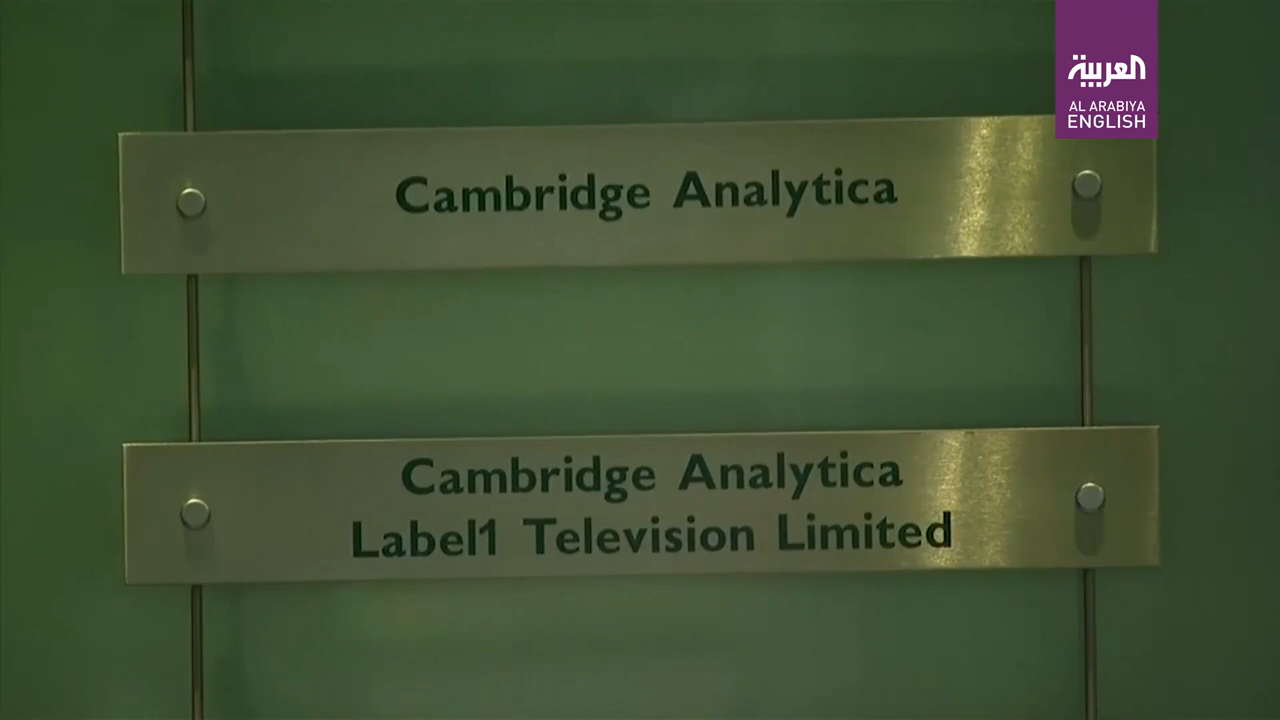 العربية
AL ARABIYA
ENGLISH
Cambridge Analytica
Cambridge Analytica
Label1 Television Limited